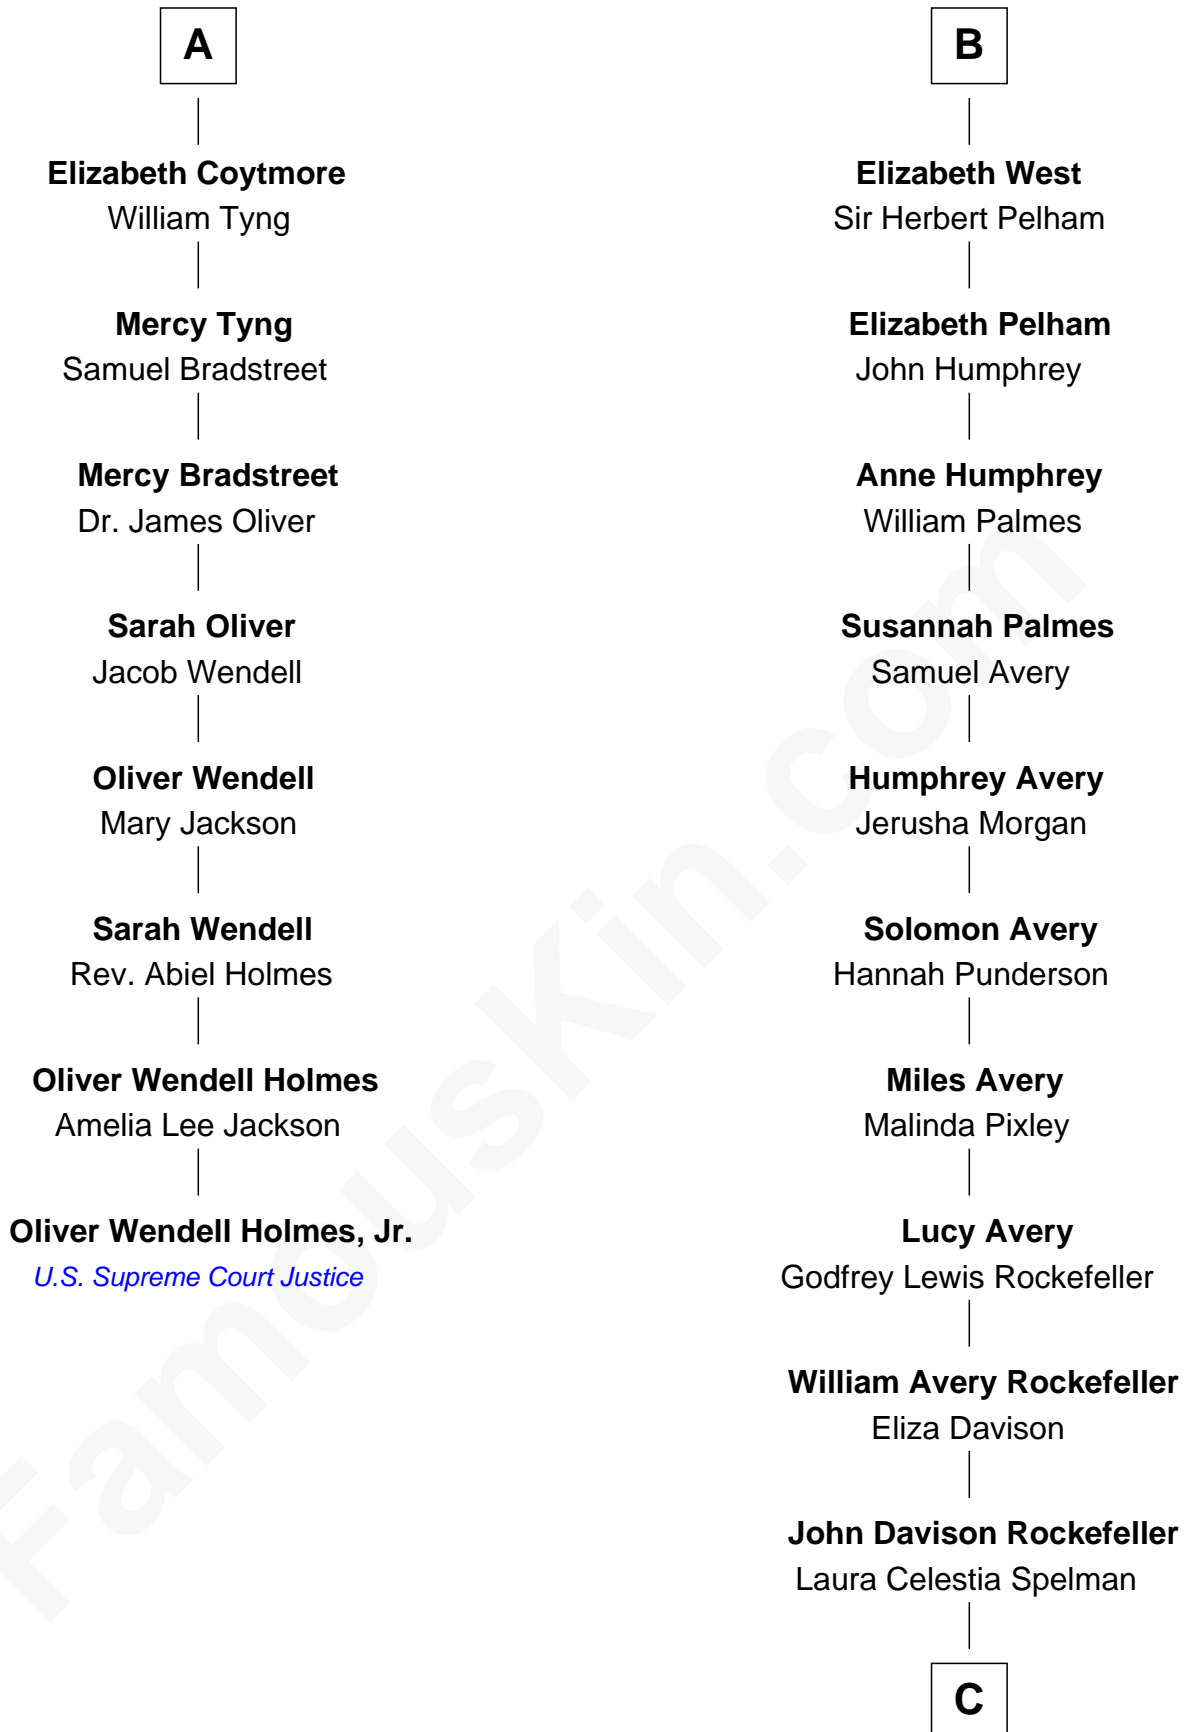 A
Elizabeth Coytmore
William Tyng
Mercy Tyng
Samuel Bradstreet
Mercy Bradstreet
Dr. James Oliver
Sarah Oliver
Jacob Wendell
Oliver Wendell
Mary Jackson
Sarah Wendell
Rev. Abiel Holmes
Oliver Wendell Holmes
Amelia Lee Jackson
Oliver Wendell Holmes, Jr.
U.S. Supreme Court Justice
B
Elizabeth West
Sir Herbert Pelham
Elizabeth Pelham
John Humphrey
Anne Humphrey
William Palmes
Susannah Palmes
Samuel Avery
Humphrey Avery
Jerusha Morgan
Solomon Avery
Hannah Punderson
Miles Avery
Malinda Pixley
Lucy Avery
Godfrey Lewis Rockefeller
William Avery Rockefeller
Eliza Davison
John Davison Rockefeller
Laura Celestia Spelman
C
FamousKin.com